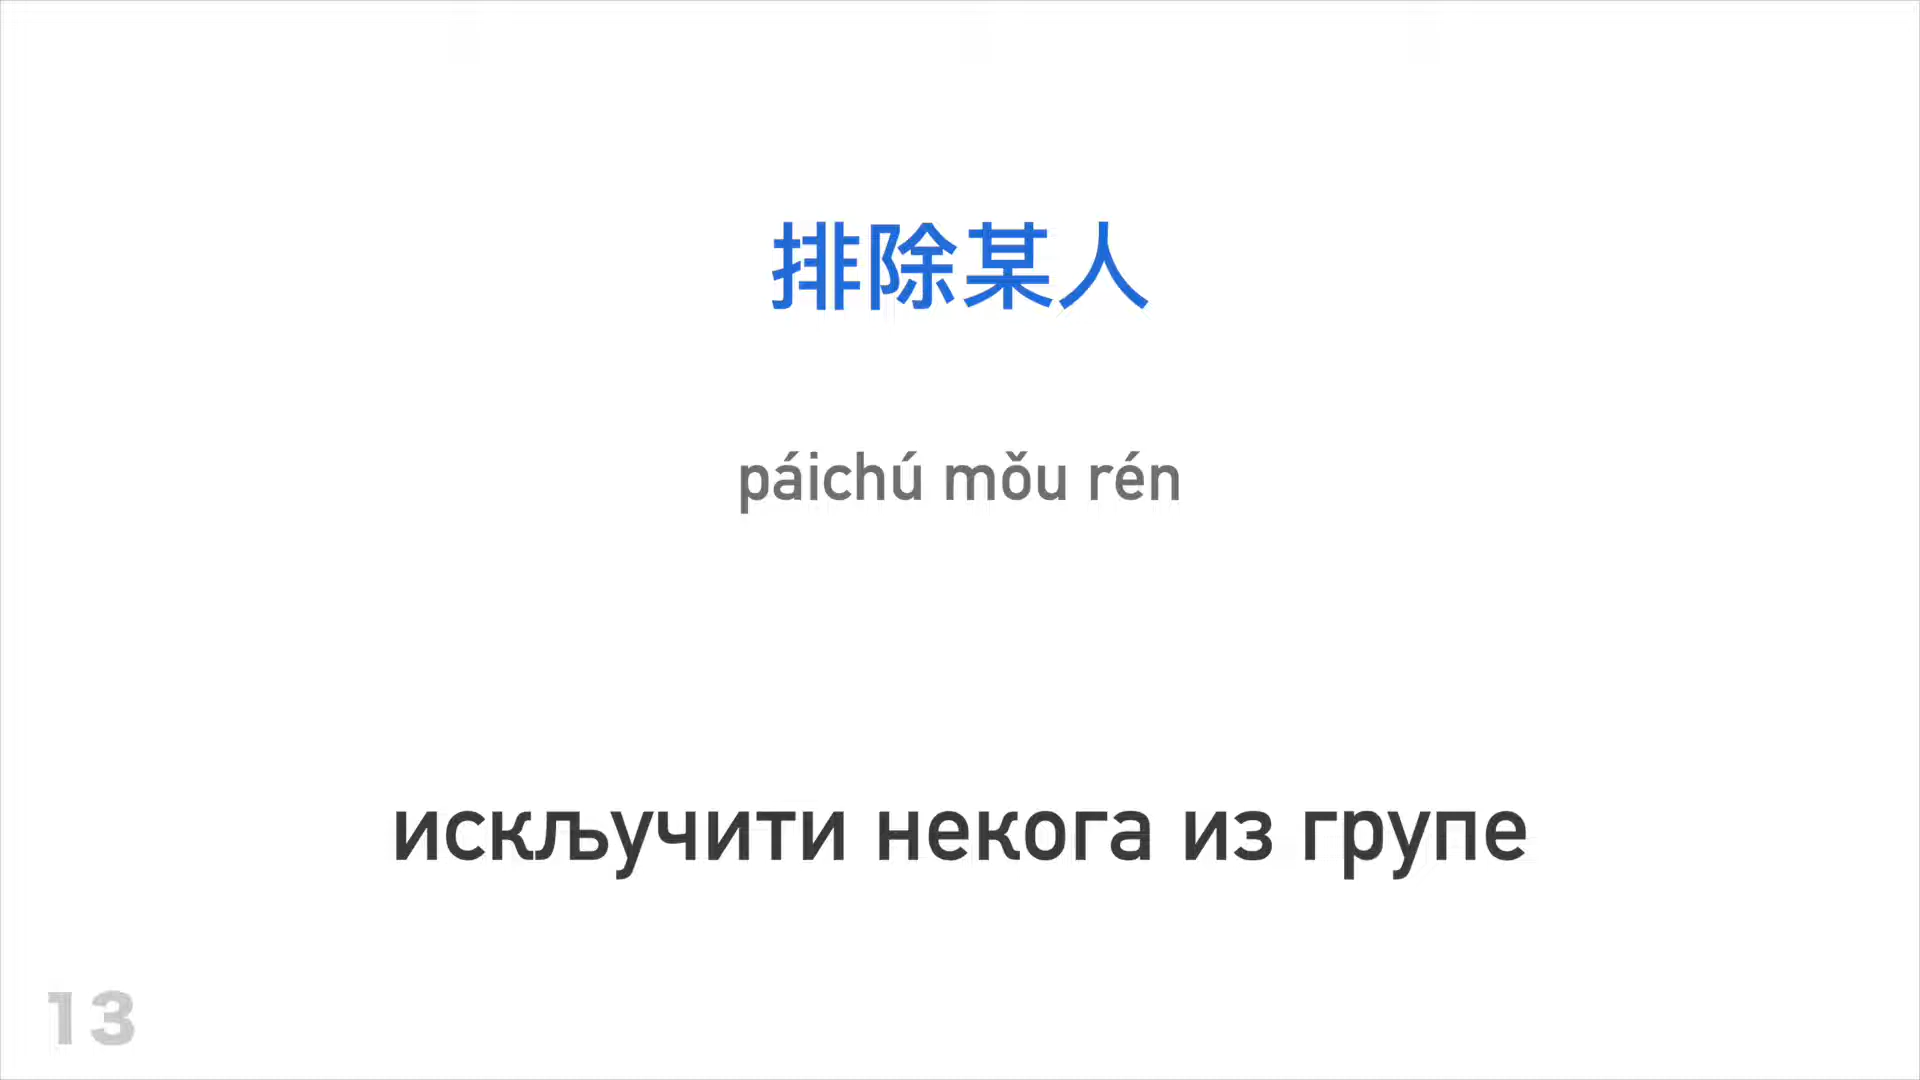 排除某人
páichú mǒu rén
искључити некога из групе
13